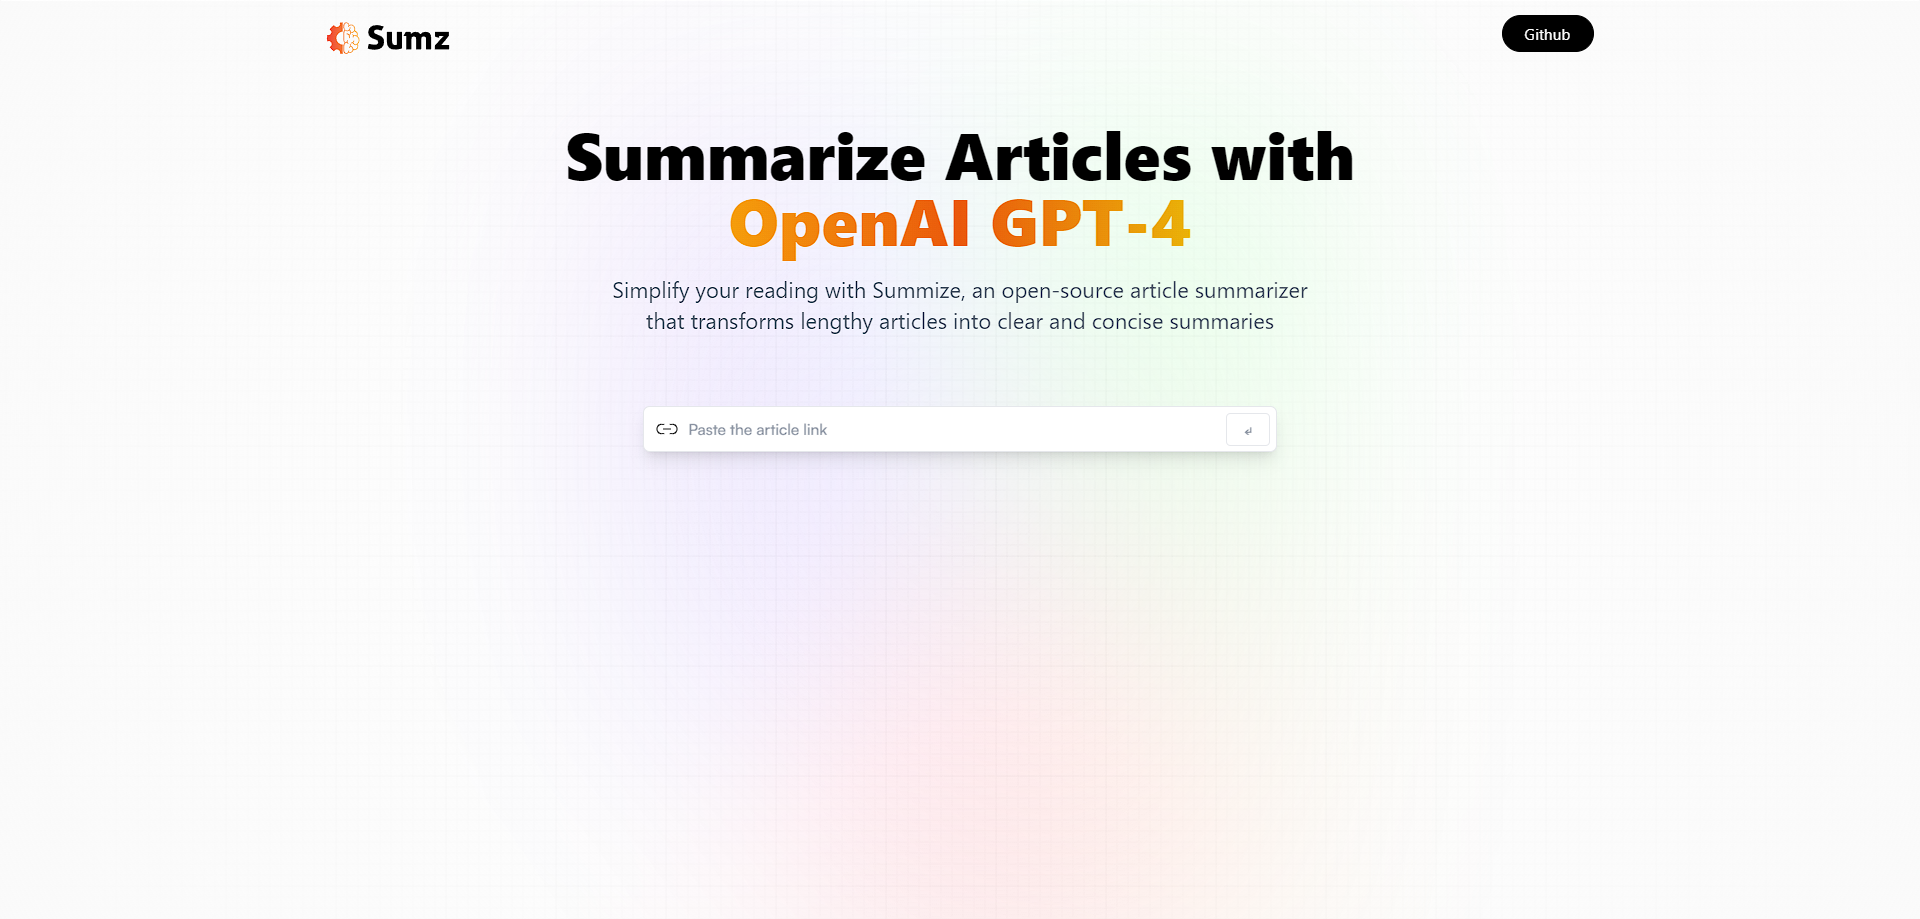 Sumz
Github
Summarize Articles with
OpenAI GPT-4
Simplify your reading with Summize, an open-source article summarizer
that transforms lengthy articles into clear and concise summaries
Paste the article link
↵